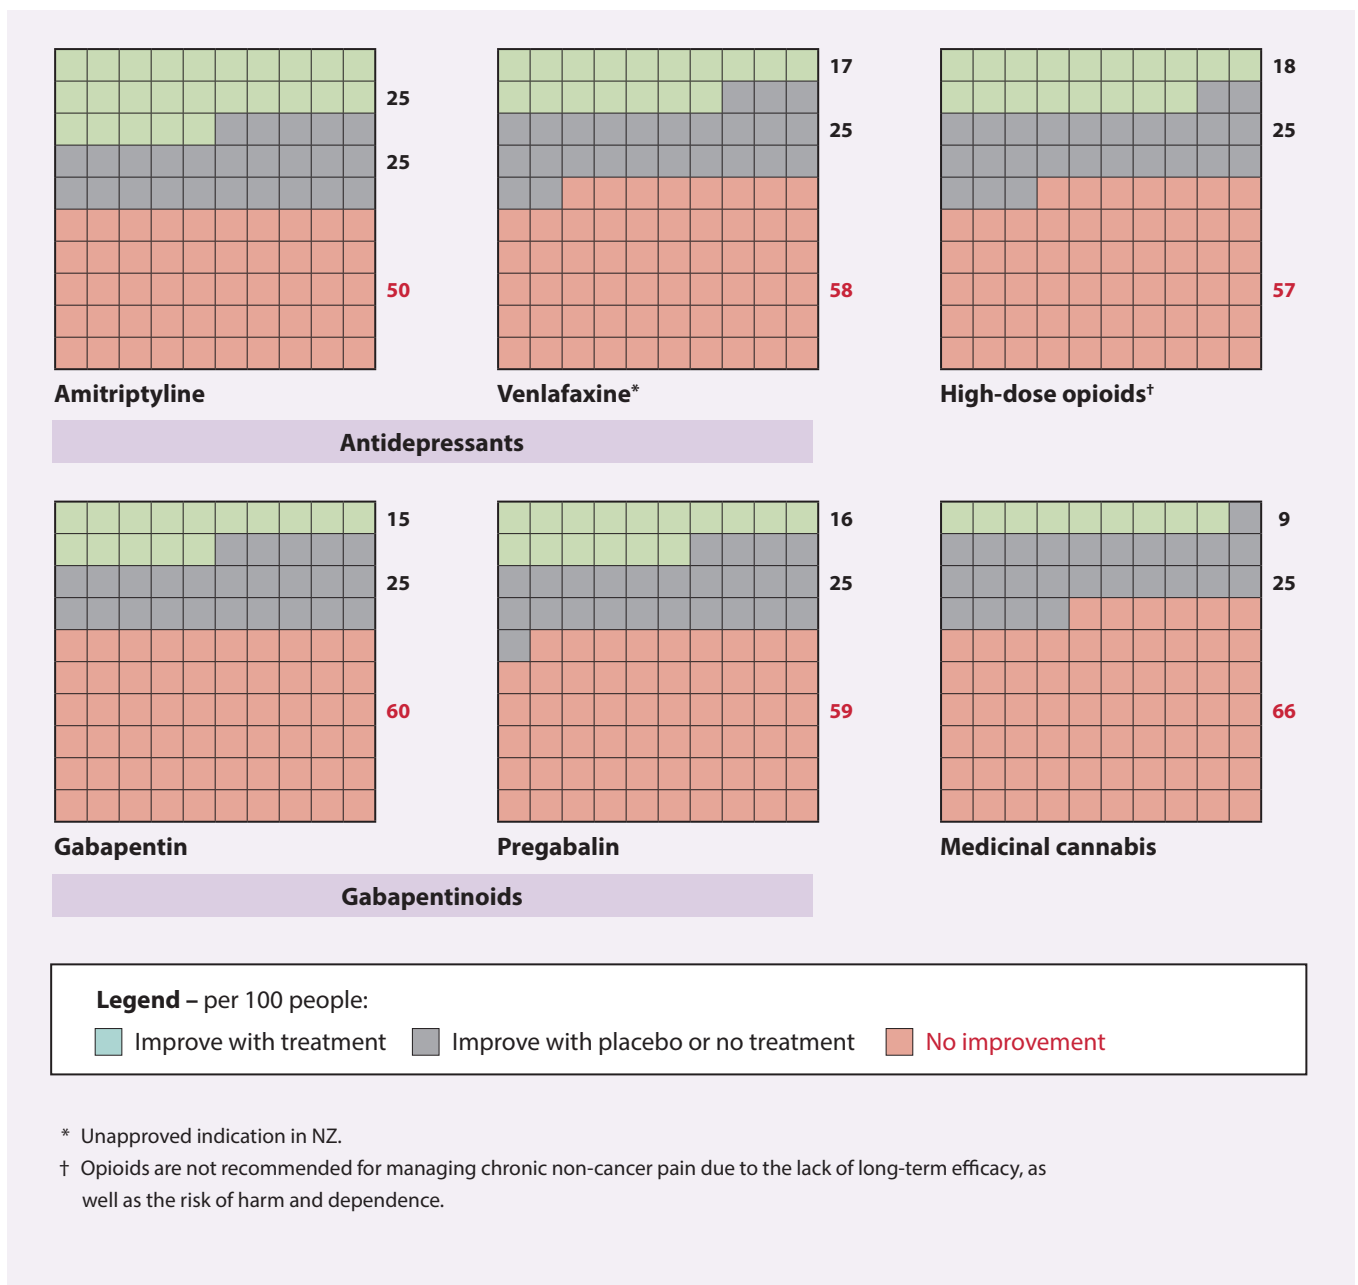 25
25
50
Amitriptyline
17
25
58
Venlafaxine*
18
25
57
High-dose opioids†
Antidepressants
15
25
60
Gabapentin
16
25
59
Pregabalin
9
25
66
Medicinal cannabis
Gabapentinoids
Legend – per 100 people:
Improve with treatment Improve with placebo or no treatment No improvement
* Unapproved indication in NZ.
† Opioids are not recommended for managing chronic non-cancer pain due to the lack of long-term efficacy, as
well as the risk of harm and dependence.